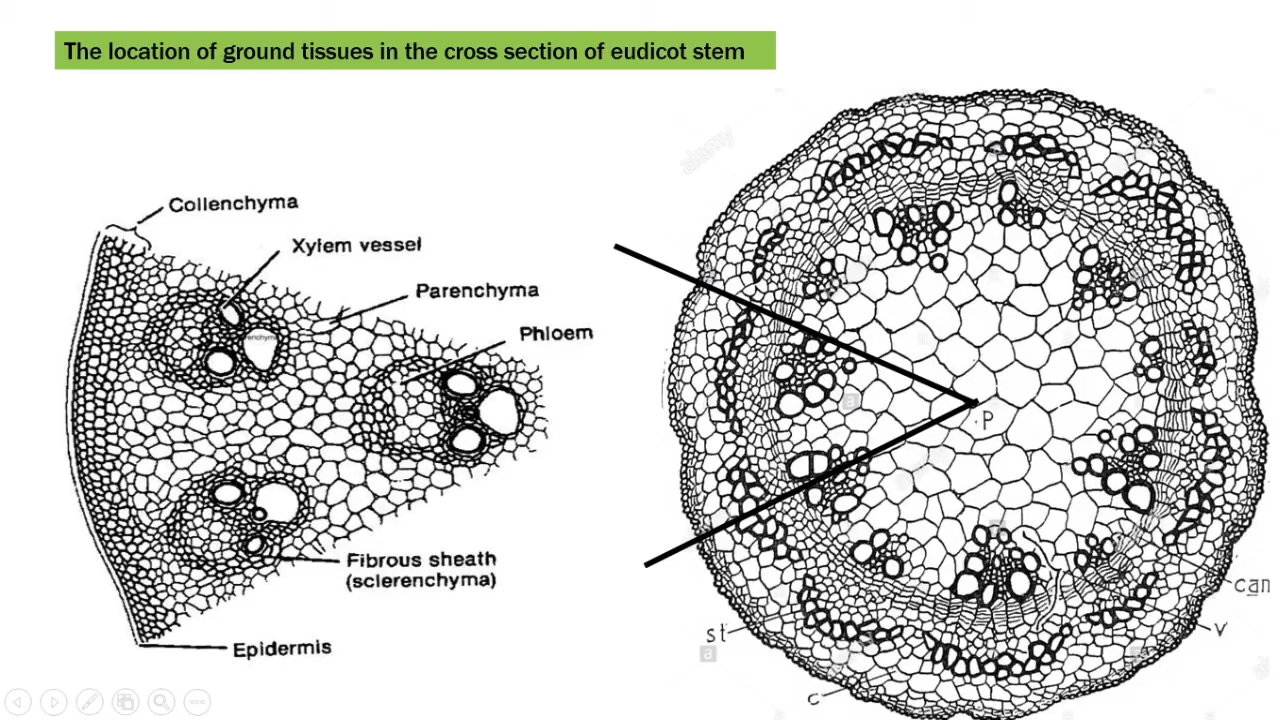 The location of ground tissues in the cross section of eudicot stem
Collenchyma
Xylem vessel
Parenchyma
Phloem
Fibrous sheath
(sclerenchyma)
Epidermis
alamy
a
P
can
st
v
a
c